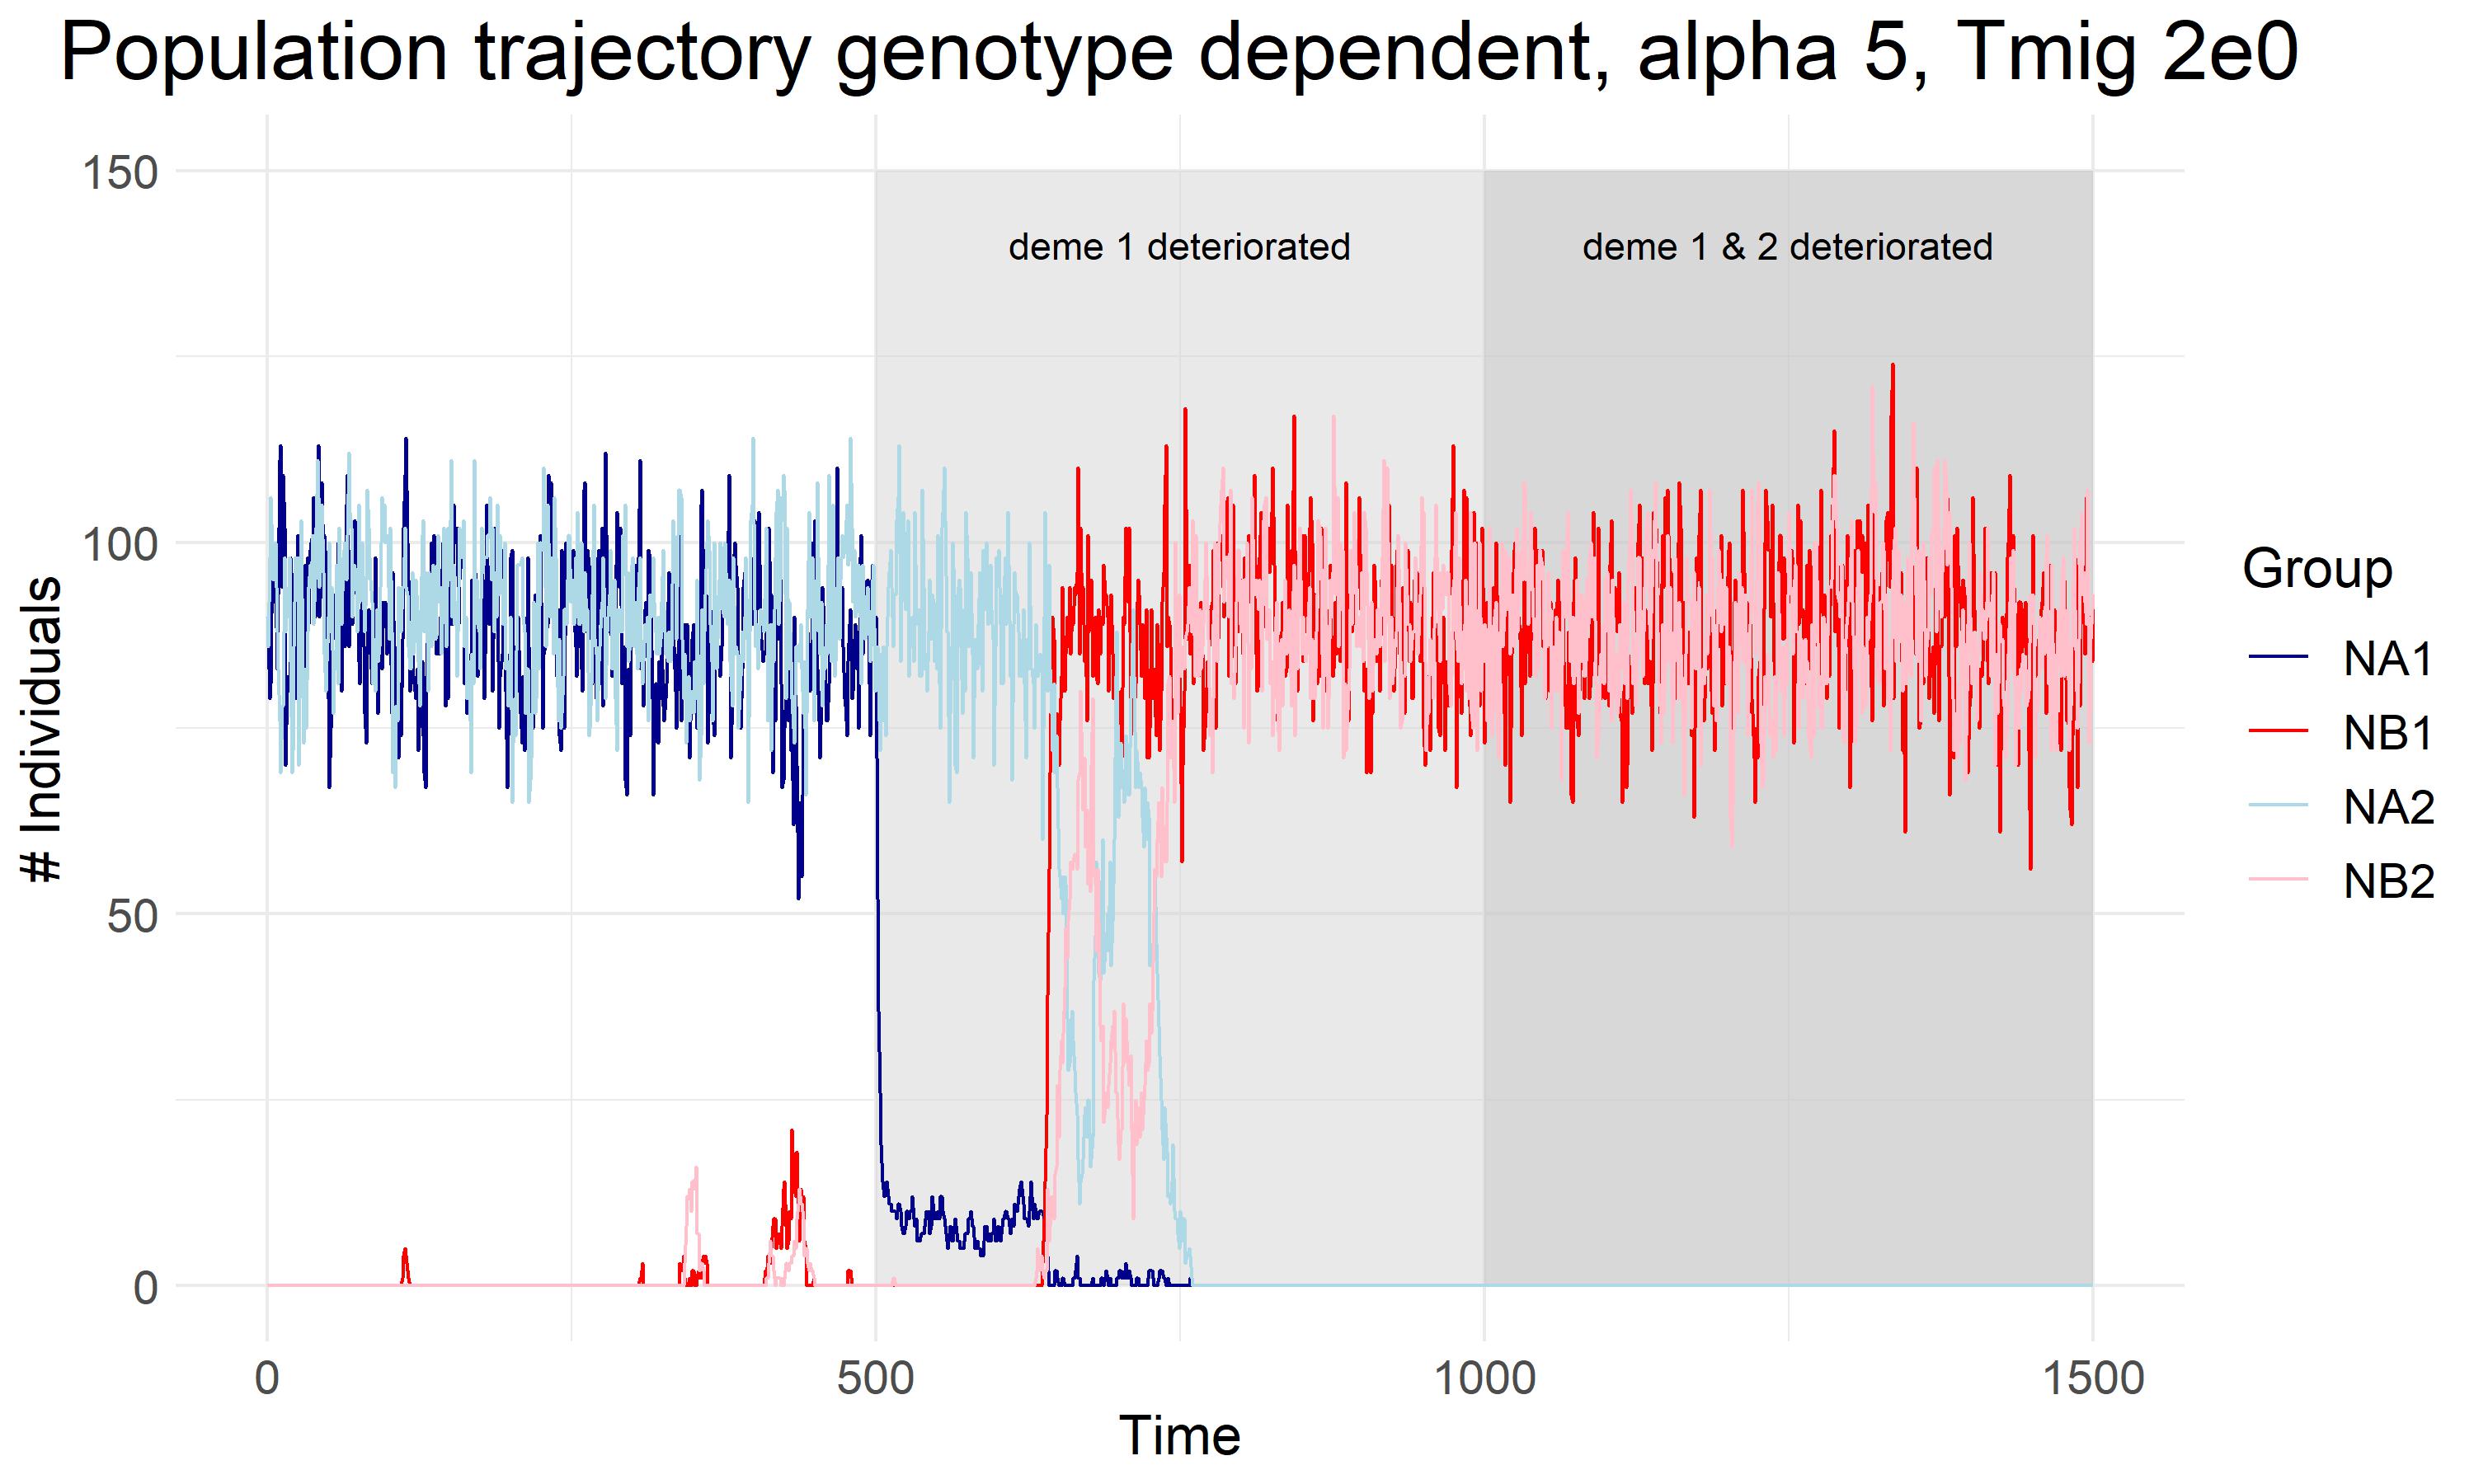 Population trajectory genotype dependent, alpha 5, Tmig 2e0
150
100
50
0
# Individuals
deme 1 deteriorated
deme 1 & 2 deteriorated
0
500
1000
1500
Time
Group
NA1
NB1
NA2
NB2